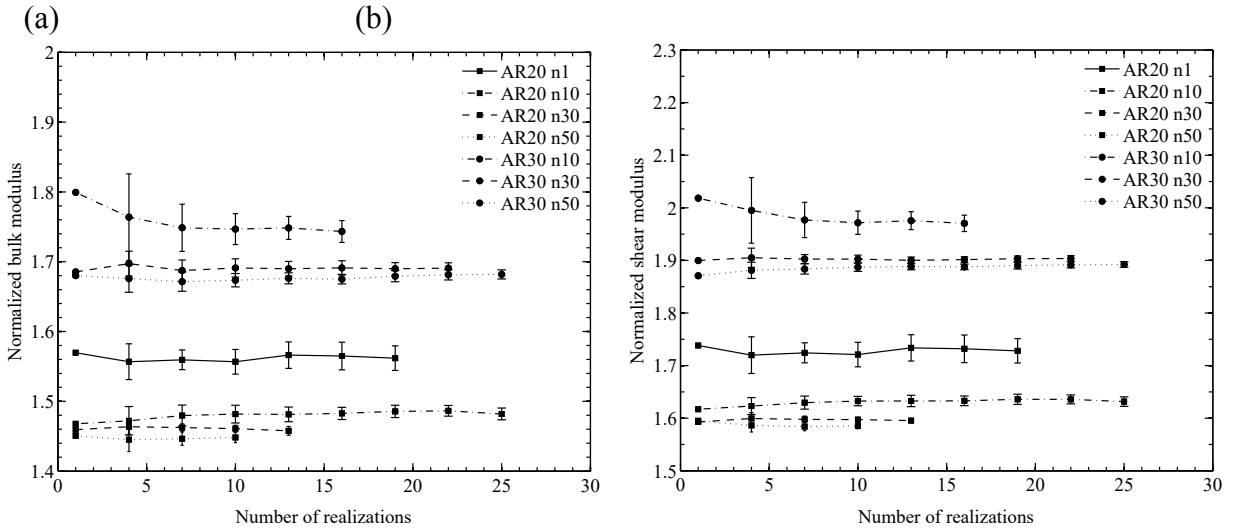 (a)
(b)
2
1.9
1.8
1.7
1.6
1.5
1.4
Normalized bulk modulus
AR20 n1
AR20 n10
AR20 n30
AR20 n50
AR30 n10
AR30 n30
AR30 n50
0
5
10
15
20
25
30
Number of realizations
2.3
2.2
2.1
2
1.9
1.8
1.7
1.6
1.5
Normalized shear modulus
AR20 n1
AR20 n10
AR20 n30
AR20 n50
AR30 n10
AR30 n30
AR30 n50
0
5
10
15
20
25
30
Number of realizations